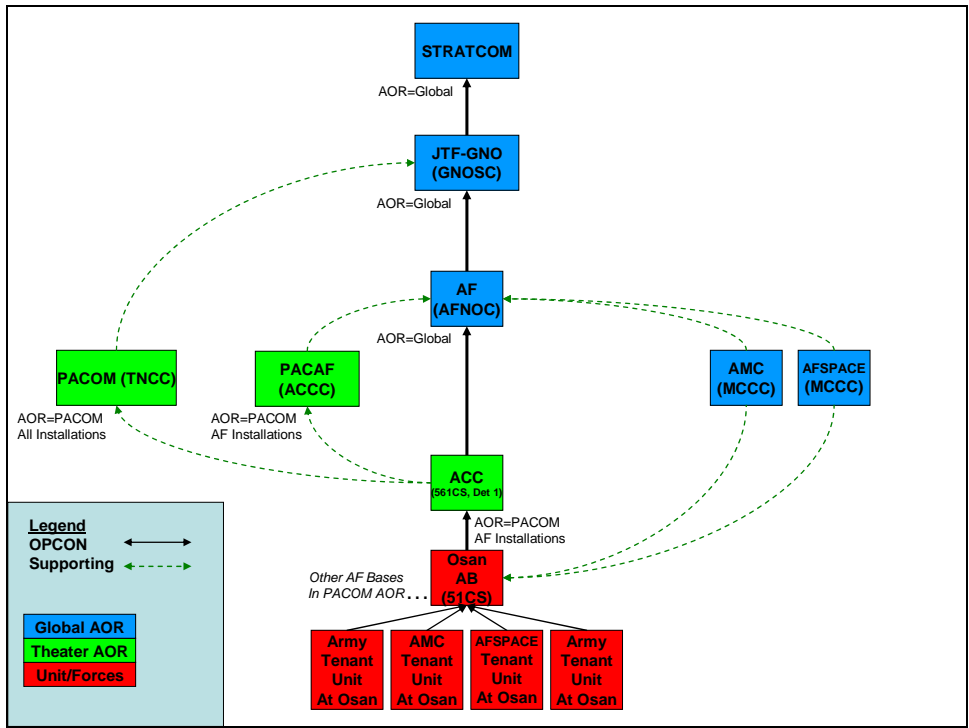 STRATCOM
AOR=Global
JTF-GNO
(GNOSC)
AOR=Global
AF
(AFNOC)
AOR=Global
PACOM (TNCC)
AOR=PACOM
All Installations
PACAF
(ACCC)
AOR=PACOM
AF Installations
AMC
(MCCC)
AFSPACE
(MCCC)
ACC
(561CS, Det 1)
AOR=PACOM
AF Installations
Other AF Bases
In PACOM AOR ...
Osan
AB
(51CS)
Army
Tenant
Unit
At Osan
AMC
Tenant
Unit
At Osan
AFSPACE
Tenant
Unit
At Osan
Army
Tenant
Unit
At Osan
Legend
OPCON
Supporting
Global AOR
Theater AOR
Unit/Forces